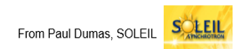 From Paul Dumas, SOLEIL
SOLEIL
SYNCHROTRON